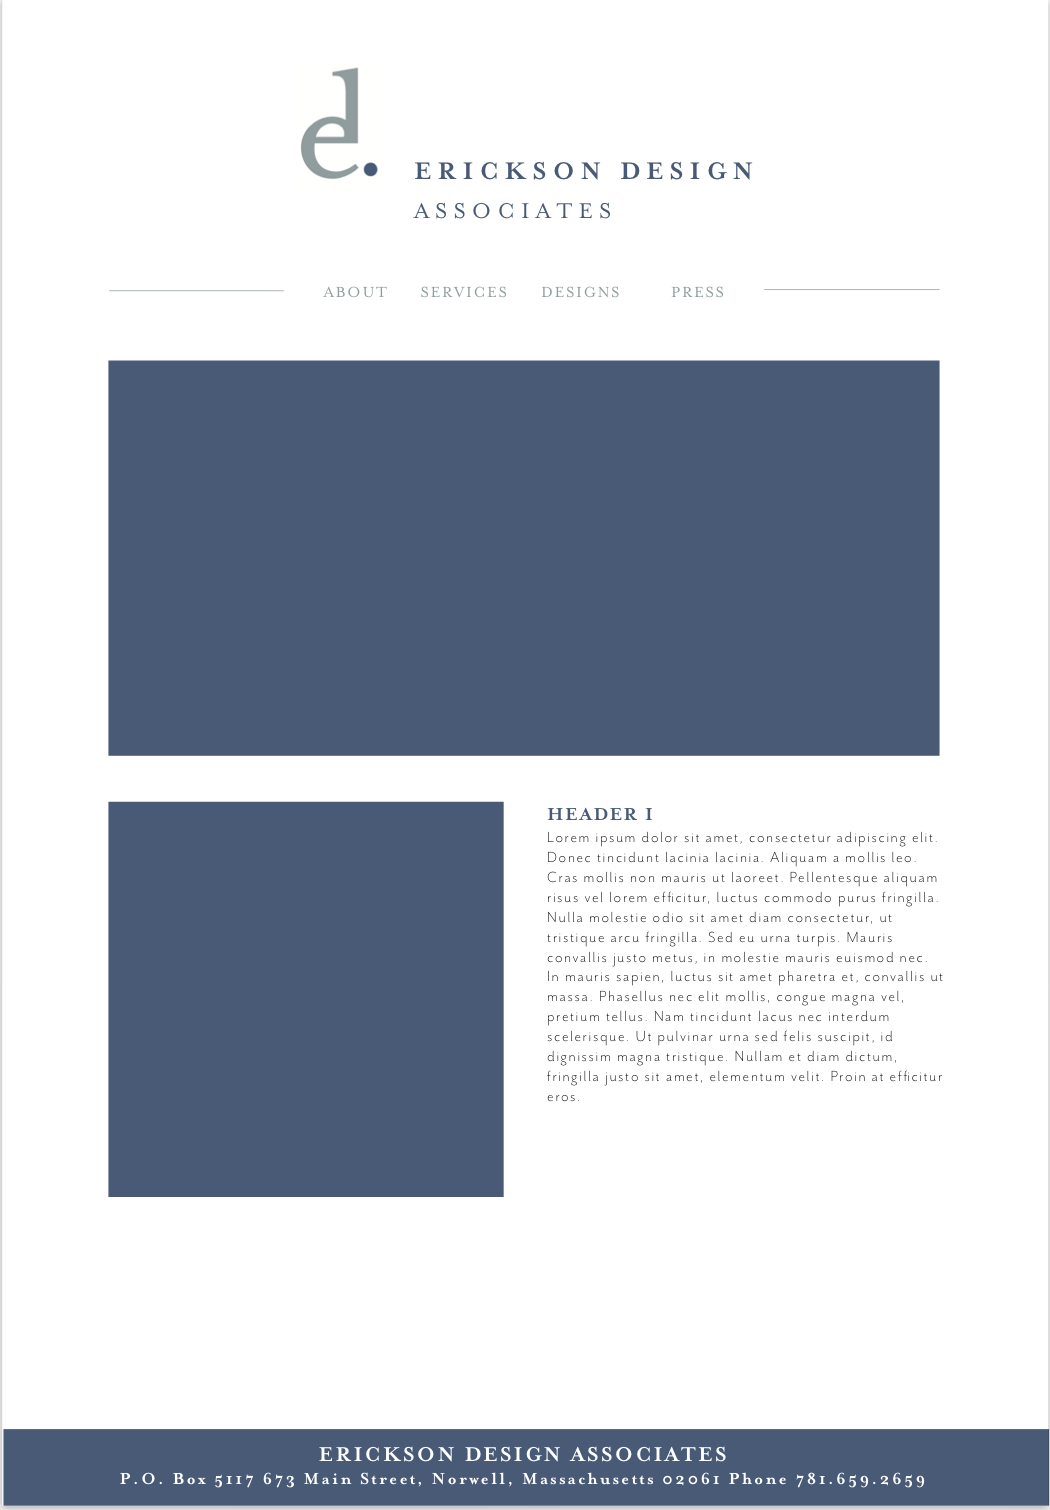 de.
ERICKSON DESIGN
ASSOCIATES
ABOUT SERVICES DESIGNS PRESS
HEADER I
Lorem ipsum dolor sit amet, consectetur adipiscing elit.
Donec tincidunt lacinia lacinia. Aliquam a mollis leo.
Cras mollis non mauris ut laoreet. Pellentesque aliquam
risus vel lorem efficitur, luctus commodo purus fringilla.
Nulla molestie odio sit amet diam consectetur, ut
tristique arcu fringilla. Sed eu urna turpis. Mauris
convallis justo metus, in molestie mauris euismod nec.
In mauris sapien, luctus sit amet pharetra et, convallis ut
massa. Phasellus nec elit mollis, congue magna vel,
pretium tellus. Nam tincidunt lacus nec interdum
scelerisque. Ut pulvinar urna sed felis suscipit, id
dignissim magna tristique. Nullam et diam dictum,
fringilla justo sit amet, elementum velit. Proin at efficitur
eros.
ERICKSON DESIGN ASSOCIATES
P.O. Box 5117 673 Main Street, Norwell, Massachusetts 02061 Phone 781.659.2659